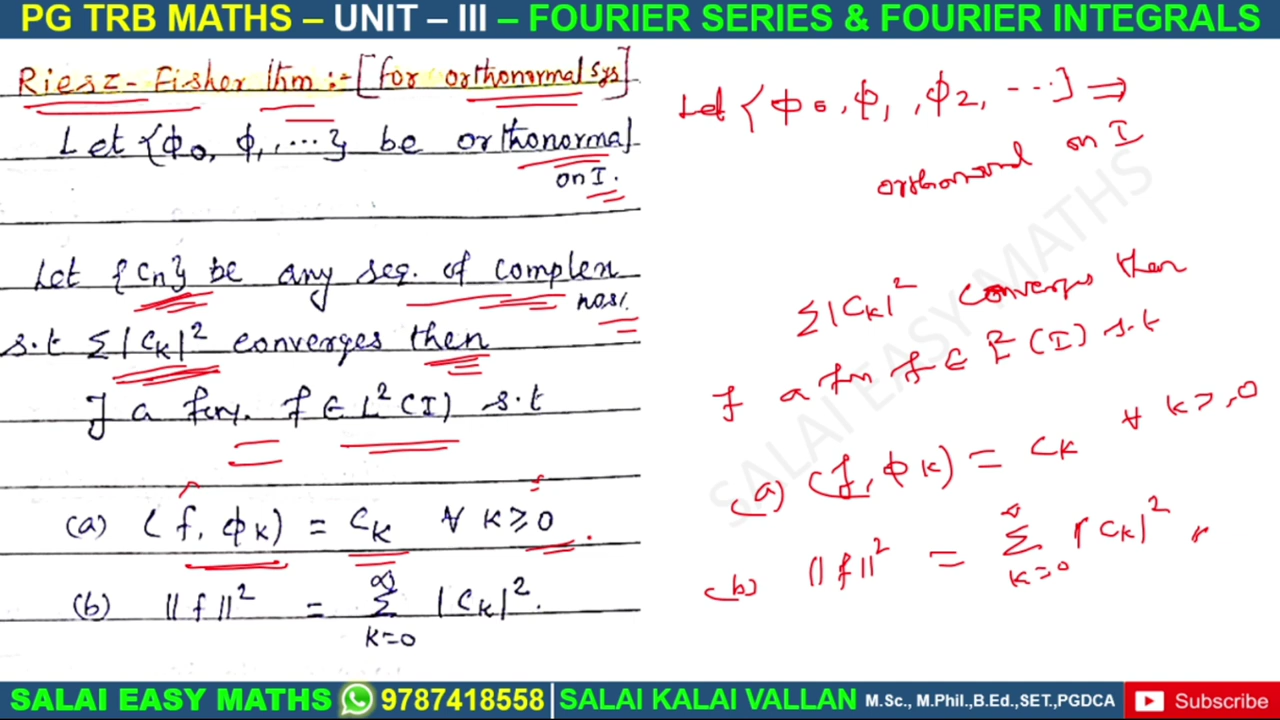 PG TRB MATHS – UNIT – III – FOURIER SERIES & FOURIER INTEGRALS
Riesz-Fisher thm :- [for orthonormal sys]
Let {ϕ₀, ϕ₁, ...} be orthonormal
on I.
Let {Cn} be any seq. of complex
nos.
s.t Σ|Cₖ|² converges then
∃ a fcn. f ∈ L²(I) s.t
(a) (f, ϕₖ) = Cₖ ∀ k ≥ 0.
(b) ||f||² = Σ |Cₖ|².
∞
k=0
Let {ϕ₀, ϕ₁, ϕ₂, ...} ⇒
orthonormal on I
Σ|Cₖ|² converges then
∃ a fn f ∈ L²(I) s.t
(a) (f, ϕₖ) = Cₖ ∀ k ≥ 0
(b) ||f||² = Σ |Cₖ|²
∞
k=0
SALAI EASY MATHS
SALAI EASY MATHS 9787418558 | SALAI KALAI VALLAN M.Sc., M.Phil.,B.Ed.,SET.,PGDCA Subscribe